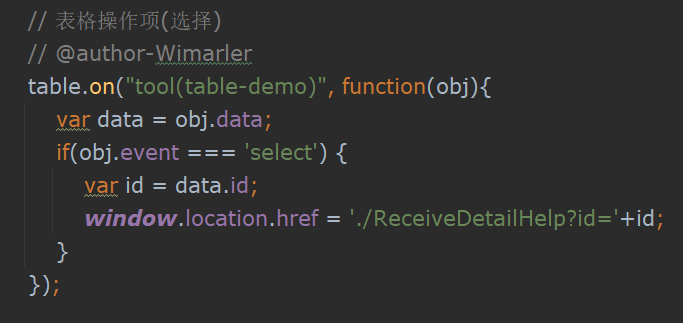 // 表格操作项(选择)
// @author-Wimarler
table.on("tool(table-demo)", function(obj){
var data = obj.data;
if(obj.event === 'select') {
var id = data.id;
window.location.href = './ReceiveDetailHelp?id='+id;
}
});